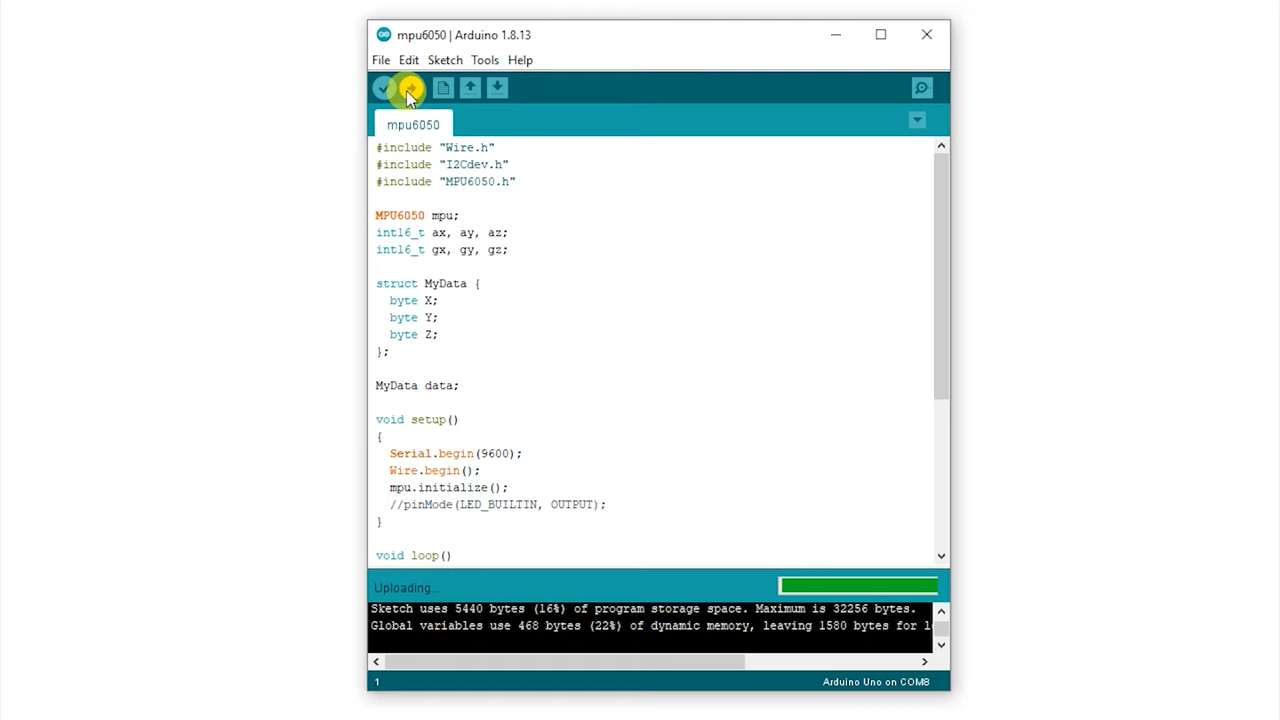 mpu6050 | Arduino 1.8.13
File Edit Sketch Tools Help
mpu6050
#include "Wire.h"
#include "I2Cdev.h"
#include "MPU6050.h"
MPU6050 mpu;
int16_t ax, ay, az;
int16_t gx, gy, gz;
struct MyData {
byte X;
byte Y;
byte Z;
};
MyData data;
void setup()
{
Serial.begin(9600);
Wire.begin();
mpu.initialize();
//pinMode(LED_BUILTIN, OUTPUT);
}
void loop()
Uploading...
Sketch uses 5440 bytes (16%) of program storage space. Maximum is 32256 bytes.
Global variables use 468 bytes (22%) of dynamic memory, leaving 1580 bytes for
1
Arduino Uno on COM8